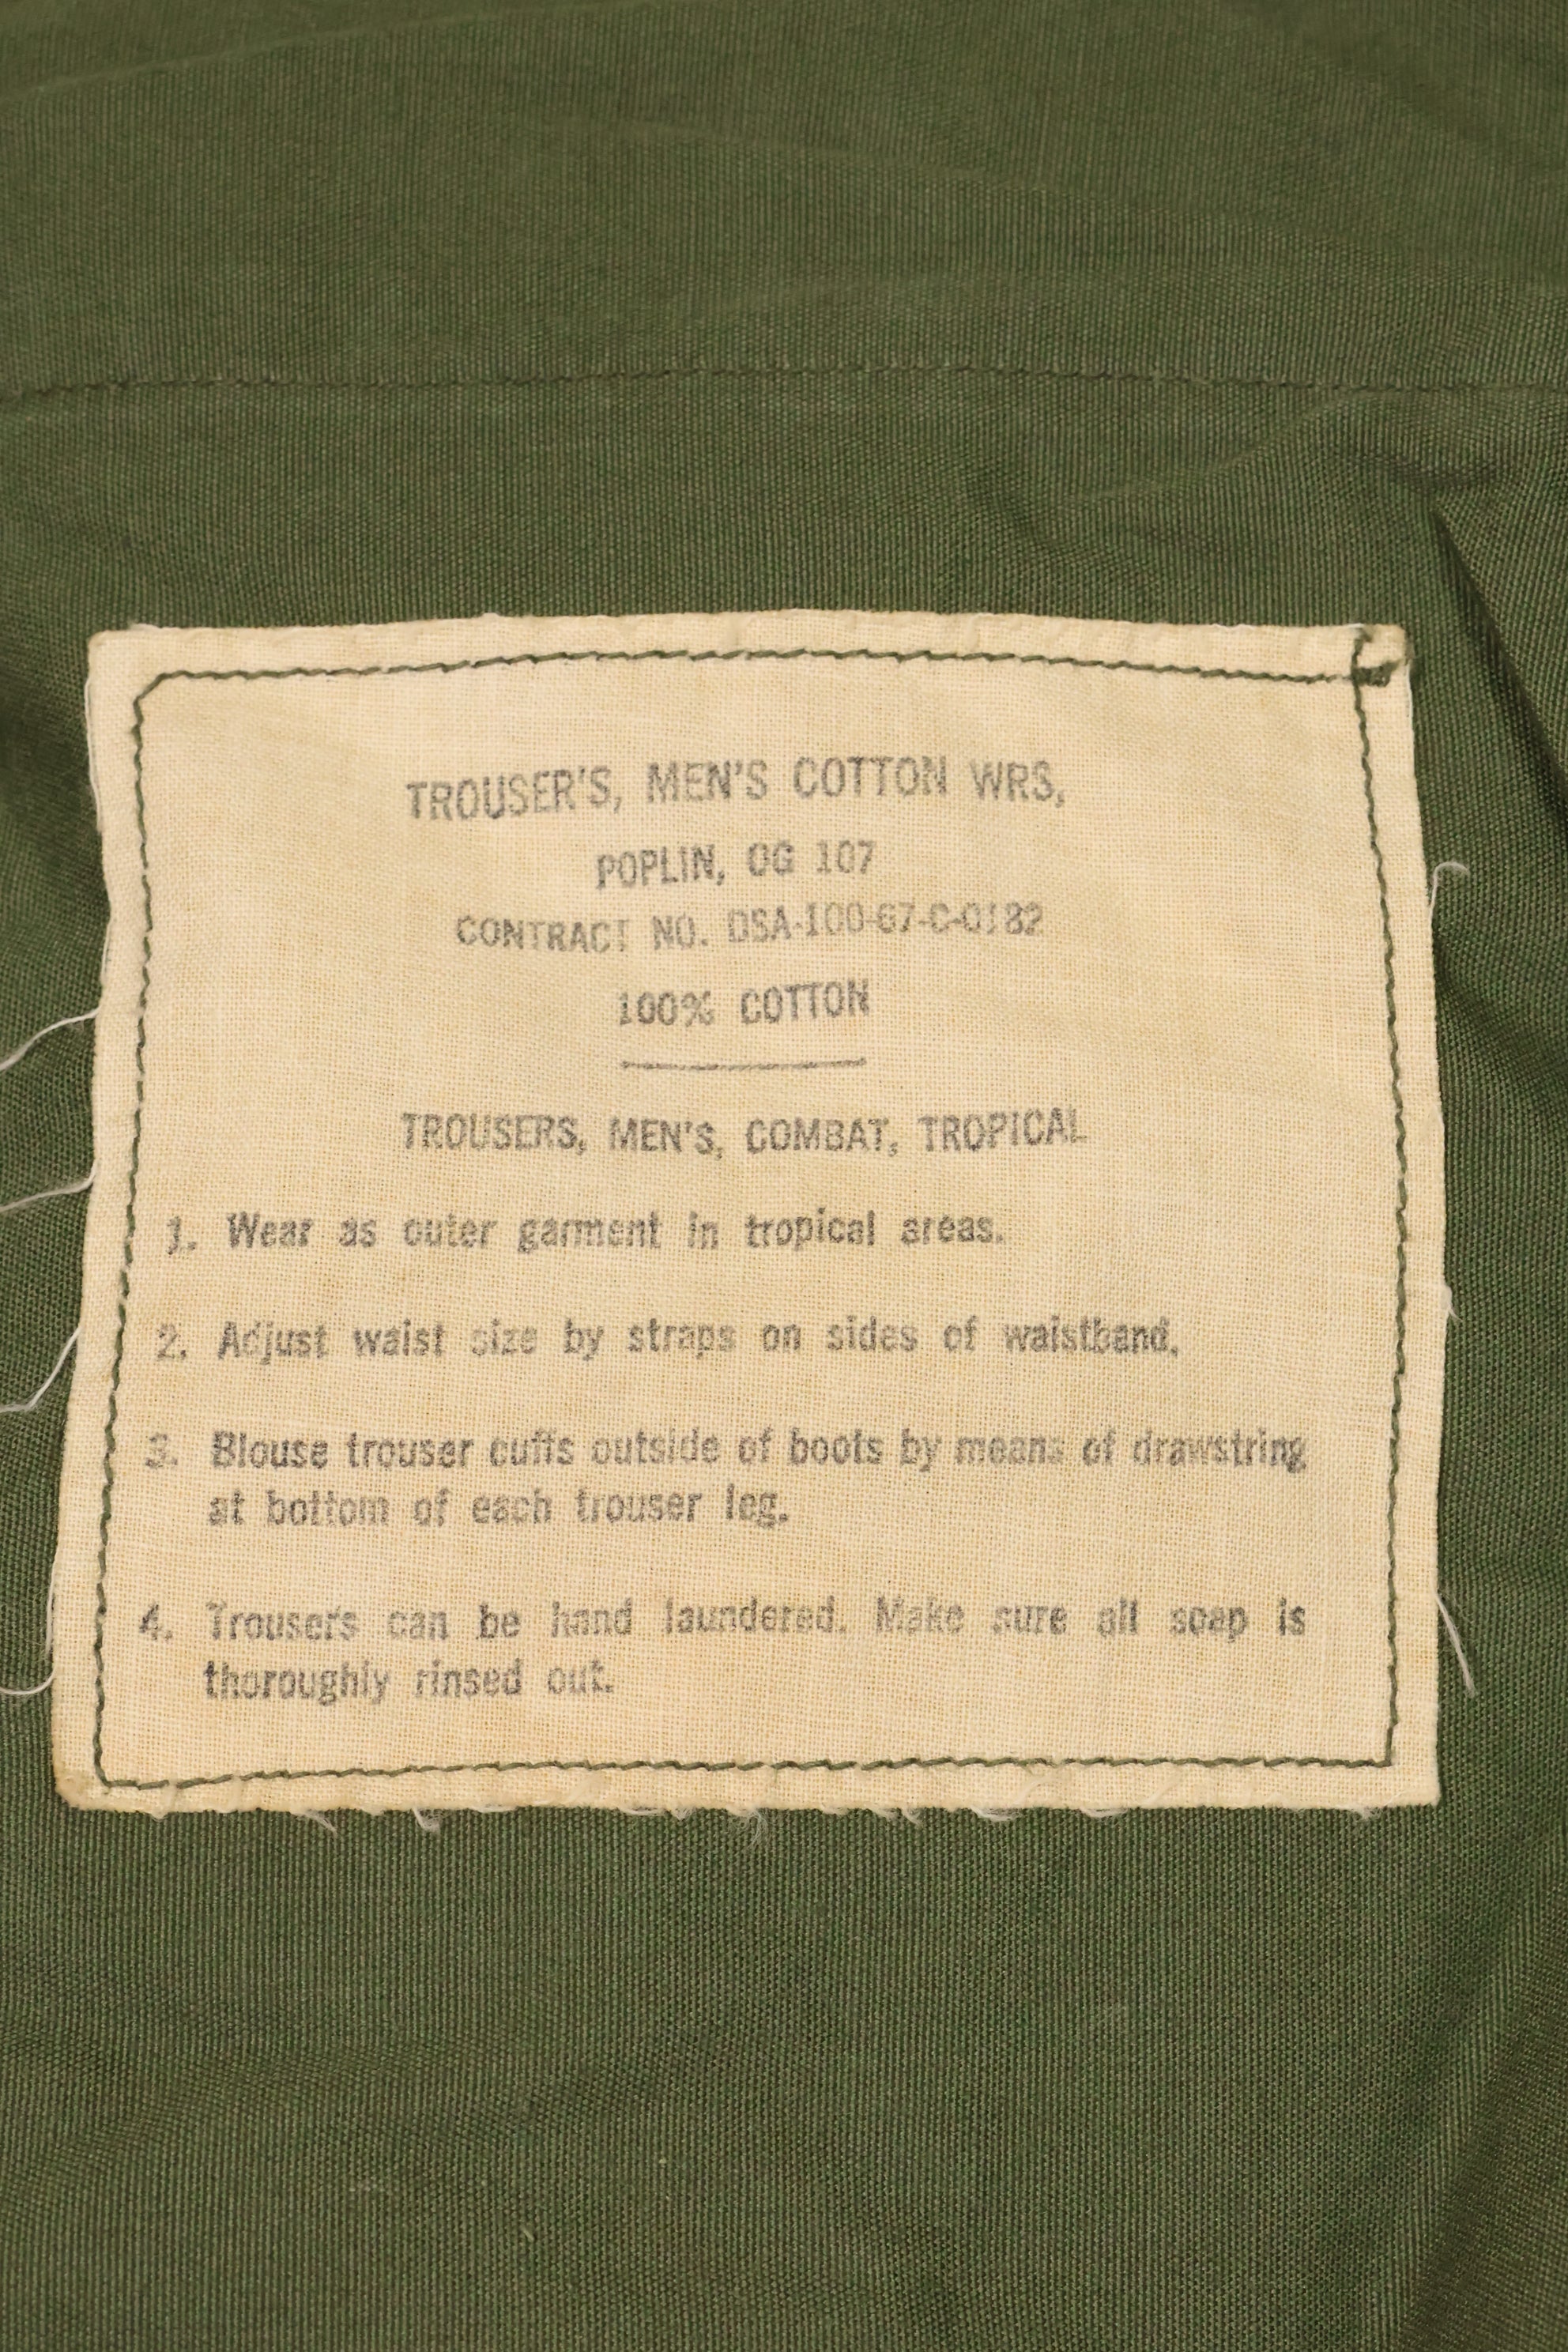 TROUSER'S, MEN'S COTTON WRS,
POPLIN, OG 107
CONTRACT NO. DSA-100-67-C-0182
100% COTTON
TROUSERS, MEN'S, COMBAT, TROPICAL
1. Wear as outer garment in tropical areas.
2. Adjust waist size by straps on sides of waistband.
3. Blouse trouser cuffs outside of boots by means of drawstring
at bottom of each trouser leg.
4. Trousers can be hand laundered. Make sure all soap is
thoroughly rinsed out.